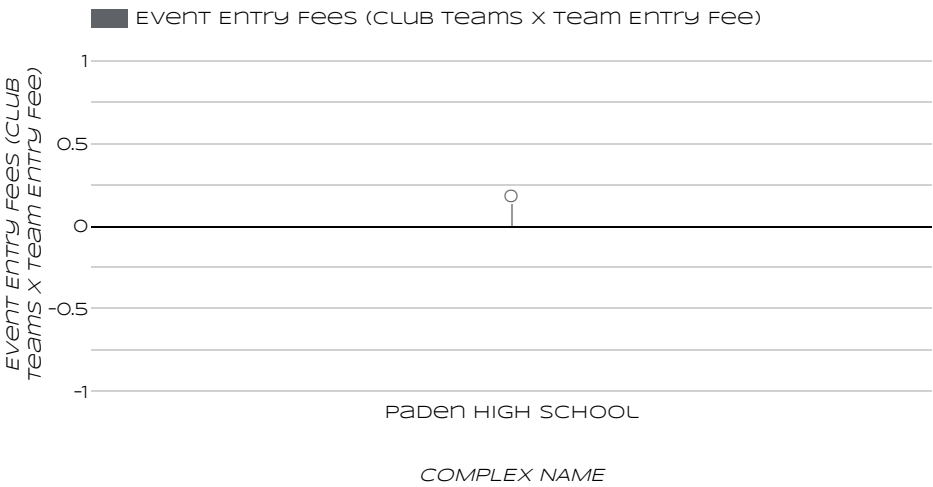 Event Entry Fees (Club Teams x Team Entry Fee)
Event Entry Fees (Club
Teams x Team Entry Fee)
1
0.5
0
0
-0.5
-1
Paden High School
Complex Name